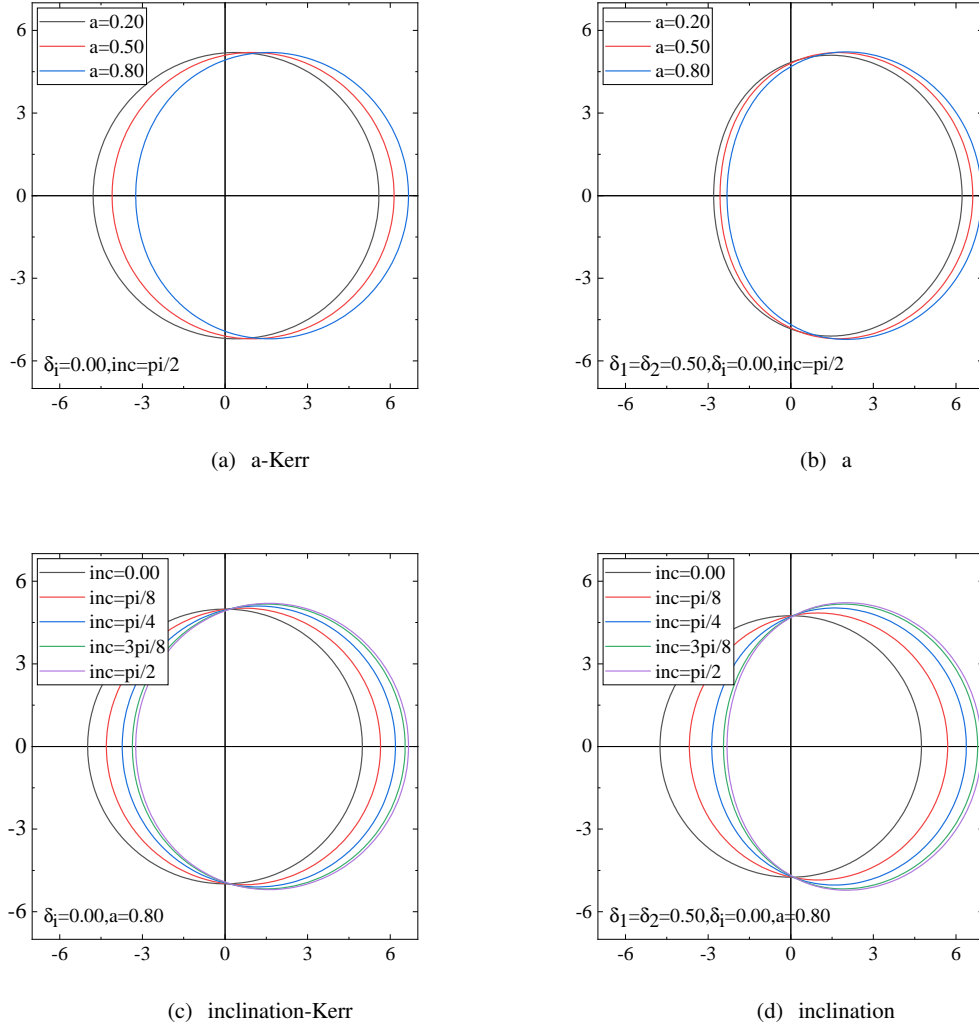 6
3
0
-3
-6
a=0.20
a=0.50
a=0.80
δi=0.00,inc=pi/2
-6 -3 0 3 6
(a) a-Kerr
6
3
0
-3
-6
a=0.20
a=0.50
a=0.80
δ1=δ2=0.50,δi=0.00,inc=pi/2
-6 -3 0 3 6
(b) a
6
3
0
-3
-6
inc=0.00
inc=pi/8
inc=pi/4
inc=3pi/8
inc=pi/2
δi=0.00,a=0.80
-6 -3 0 3 6
(c) inclination-Kerr
6
3
0
-3
-6
inc=0.00
inc=pi/8
inc=pi/4
inc=3pi/8
inc=pi/2
δ1=δ2=0.50,δi=0.00,a=0.80
-6 -3 0 3 6
(d) inclination